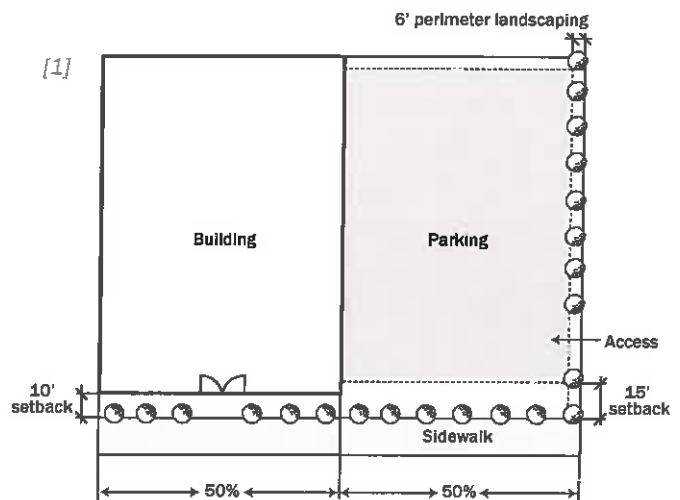 6' perimeter landscaping
[1]
Building
Parking
Access
10'
setback
15'
setback
Sidewalk
50%
50%